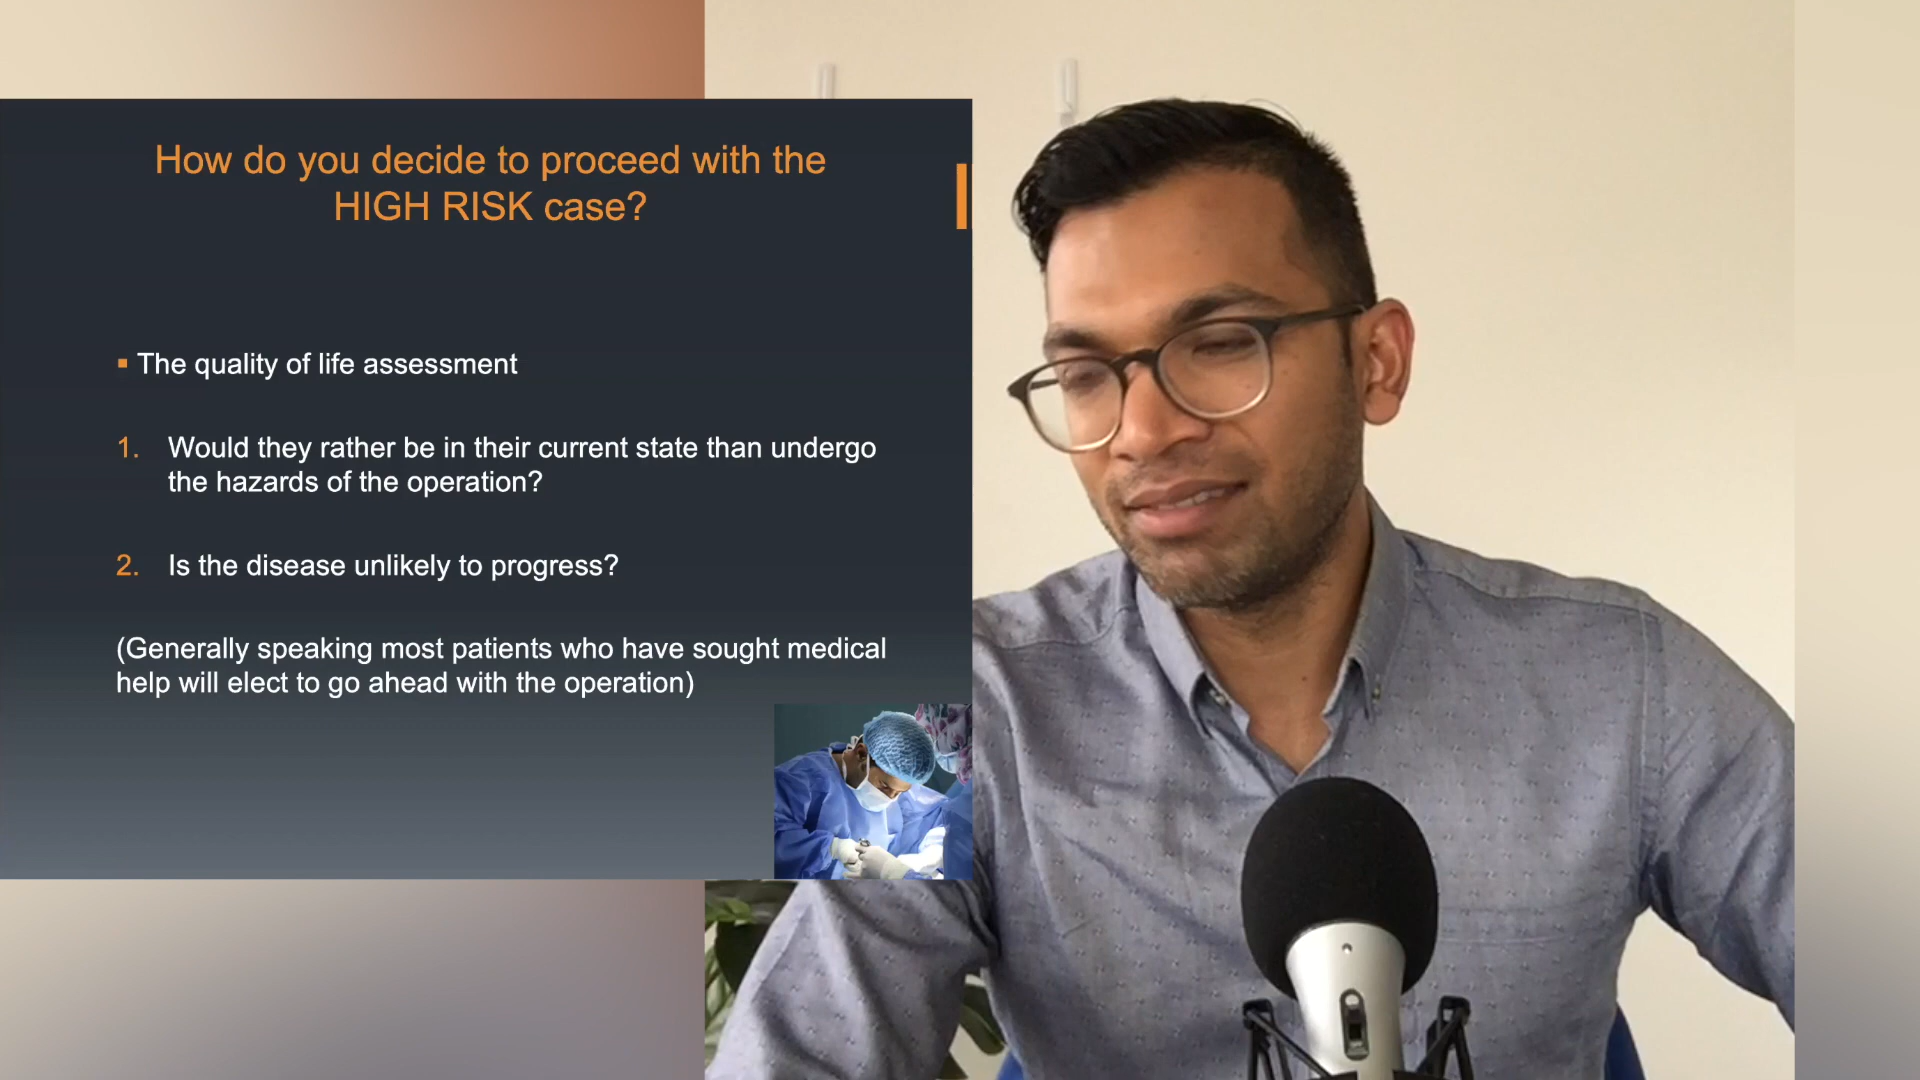 How do you decide to proceed with the
HIGH RISK case?
The quality of life assessment
1. Would they rather be in their current state than undergo
the hazards of the operation?
2. Is the disease unlikely to progress?
(Generally speaking most patients who have sought medical
help will elect to go ahead with the operation)